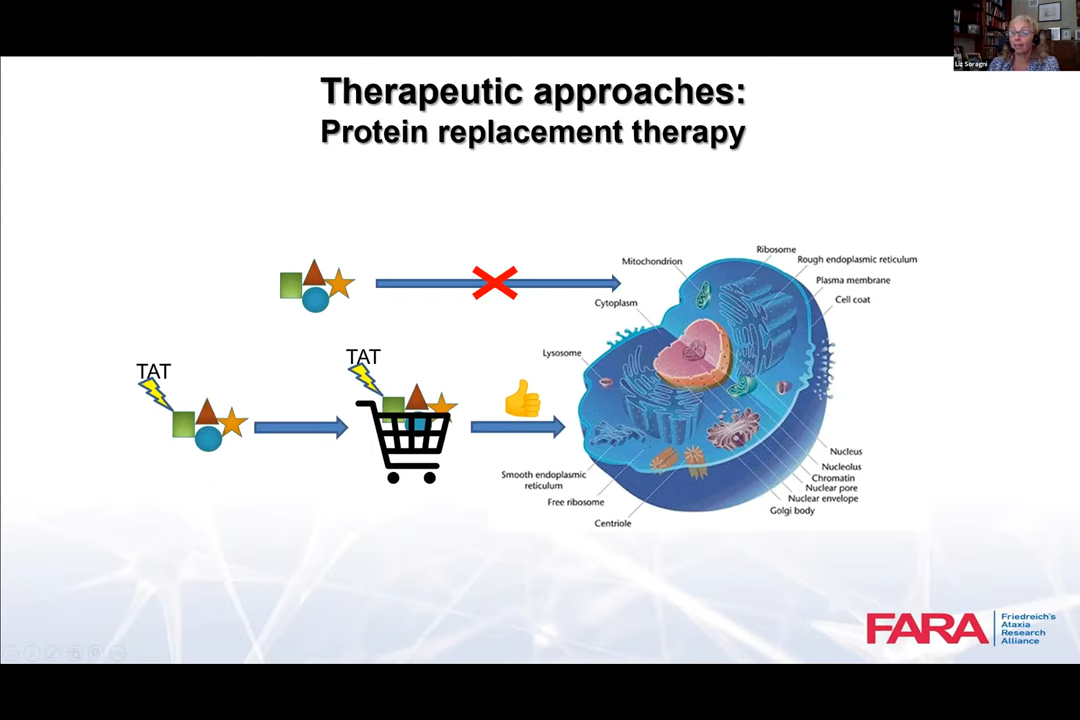 Liz Soragni
Therapeutic approaches:
Protein replacement therapy
Ribosome
Mitochondrion
Rough endoplasmic reticulum
Plasma membrane
Cell coat
Cytoplasm
Lysosome
TAT
TAT
Nucleus
Nucleolus
Chromatin
Nuclear pore
Nuclear envelope
Golgi body
Smooth endoplasmic
reticulum
Free ribosome
Centriole
FARA
Friedreich's
Ataxia
Research
Alliance